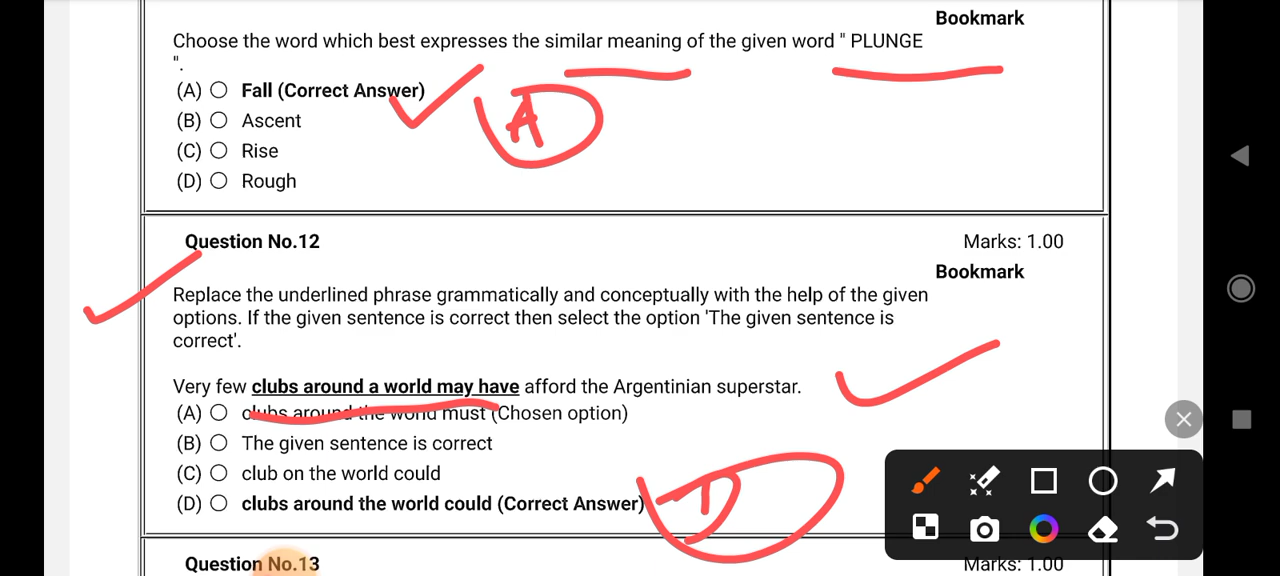 Bookmark
Choose the word which best expresses the similar meaning of the given word " PLUNGE
".
(A) Fall (Correct Answer)
A
(B) Ascent
(C) Rise
(D) Rough
Question No.12 Marks: 1.00
Bookmark
Replace the underlined phrase grammatically and conceptually with the help of the given
options. If the given sentence is correct then select the option 'The given sentence is
correct'.
Very few clubs around a world may have afford the Argentinian superstar.
(A) clubs around the world must (Chosen option)
(B) The given sentence is correct
(C) club on the world could
(D) clubs around the world could (Correct Answer)
D
Question No.13 Marks: 1.00